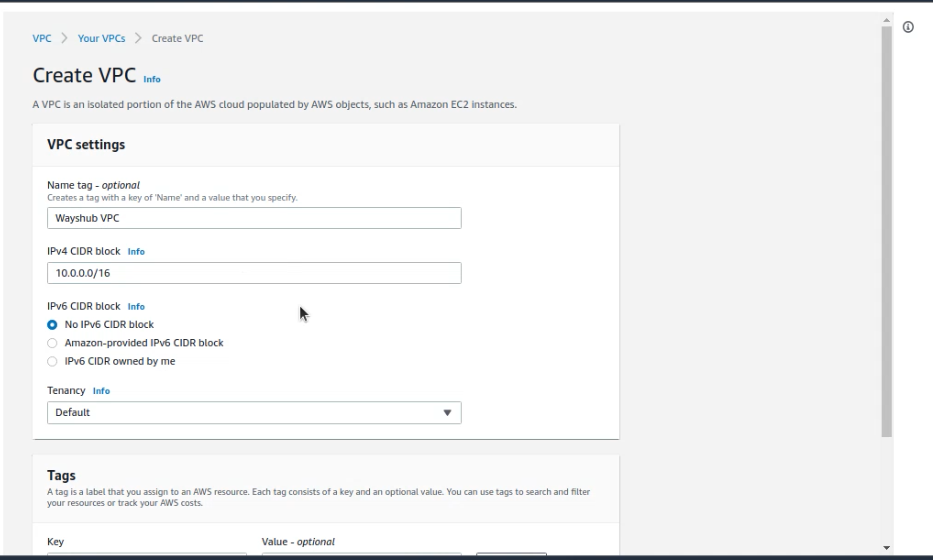 VPC > Your VPCs > Create VPC
Create VPC Info
A VPC is an isolated portion of the AWS cloud populated by AWS objects, such as Amazon EC2 instances.
VPC settings
Name tag - optional
Creates a tag with a key of 'Name' and a value that you specify.
Wayshub VPC
IPv4 CIDR block Info
10.0.0.0/16
IPv6 CIDR block Info
No IPv6 CIDR block
Amazon-provided IPv6 CIDR block
IPv6 CIDR owned by me
Tenancy Info
Default
Tags
A tag is a label that you assign to an AWS resource. Each tag consists of a key and an optional value. You can use tags to search and filter
your resources or track your AWS costs.
Key Value - optional